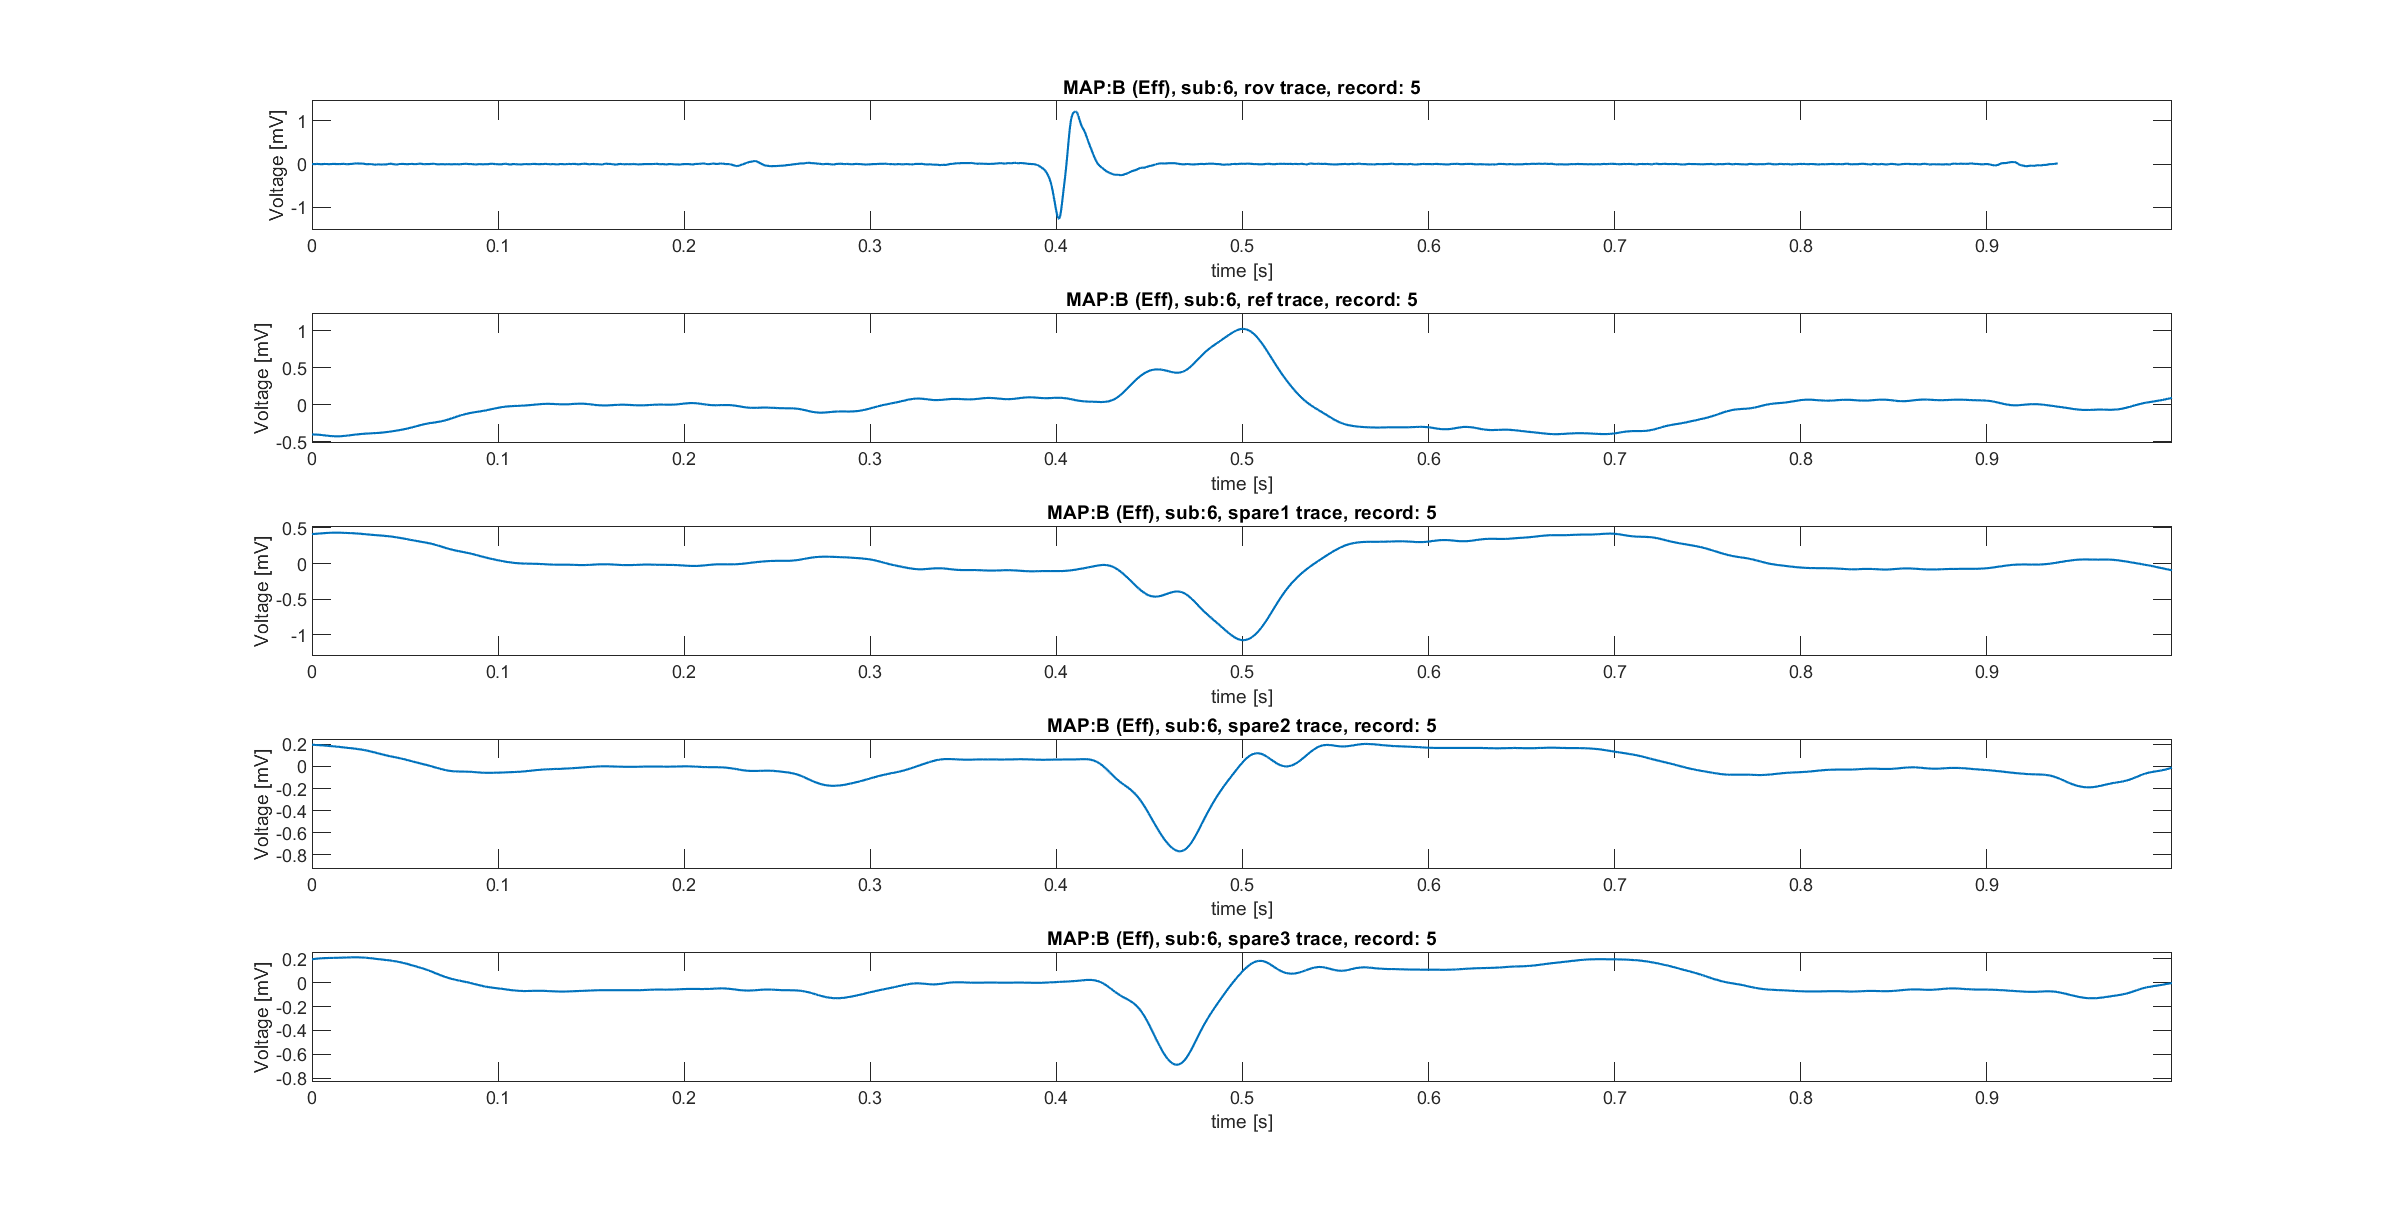 MAP:B (Eff), sub:6, rov trace, record: 5
Voltage [mV]
1
0
-1
0 0.1 0.2 0.3 0.4 0.5 0.6 0.7 0.8 0.9
time [s]
MAP:B (Eff), sub:6, ref trace, record: 5
Voltage [mV]
1
0.5
0
-0.5
0 0.1 0.2 0.3 0.4 0.5 0.6 0.7 0.8 0.9
time [s]
MAP:B (Eff), sub:6, spare1 trace, record: 5
Voltage [mV]
0.5
0
-0.5
-1
0 0.1 0.2 0.3 0.4 0.5 0.6 0.7 0.8 0.9
time [s]
MAP:B (Eff), sub:6, spare2 trace, record: 5
Voltage [mV]
0.2
0
-0.2
-0.4
-0.6
-0.8
0 0.1 0.2 0.3 0.4 0.5 0.6 0.7 0.8 0.9
time [s]
MAP:B (Eff), sub:6, spare3 trace, record: 5
Voltage [mV]
0.2
0
-0.2
-0.4
-0.6
-0.8
0 0.1 0.2 0.3 0.4 0.5 0.6 0.7 0.8 0.9
time [s]